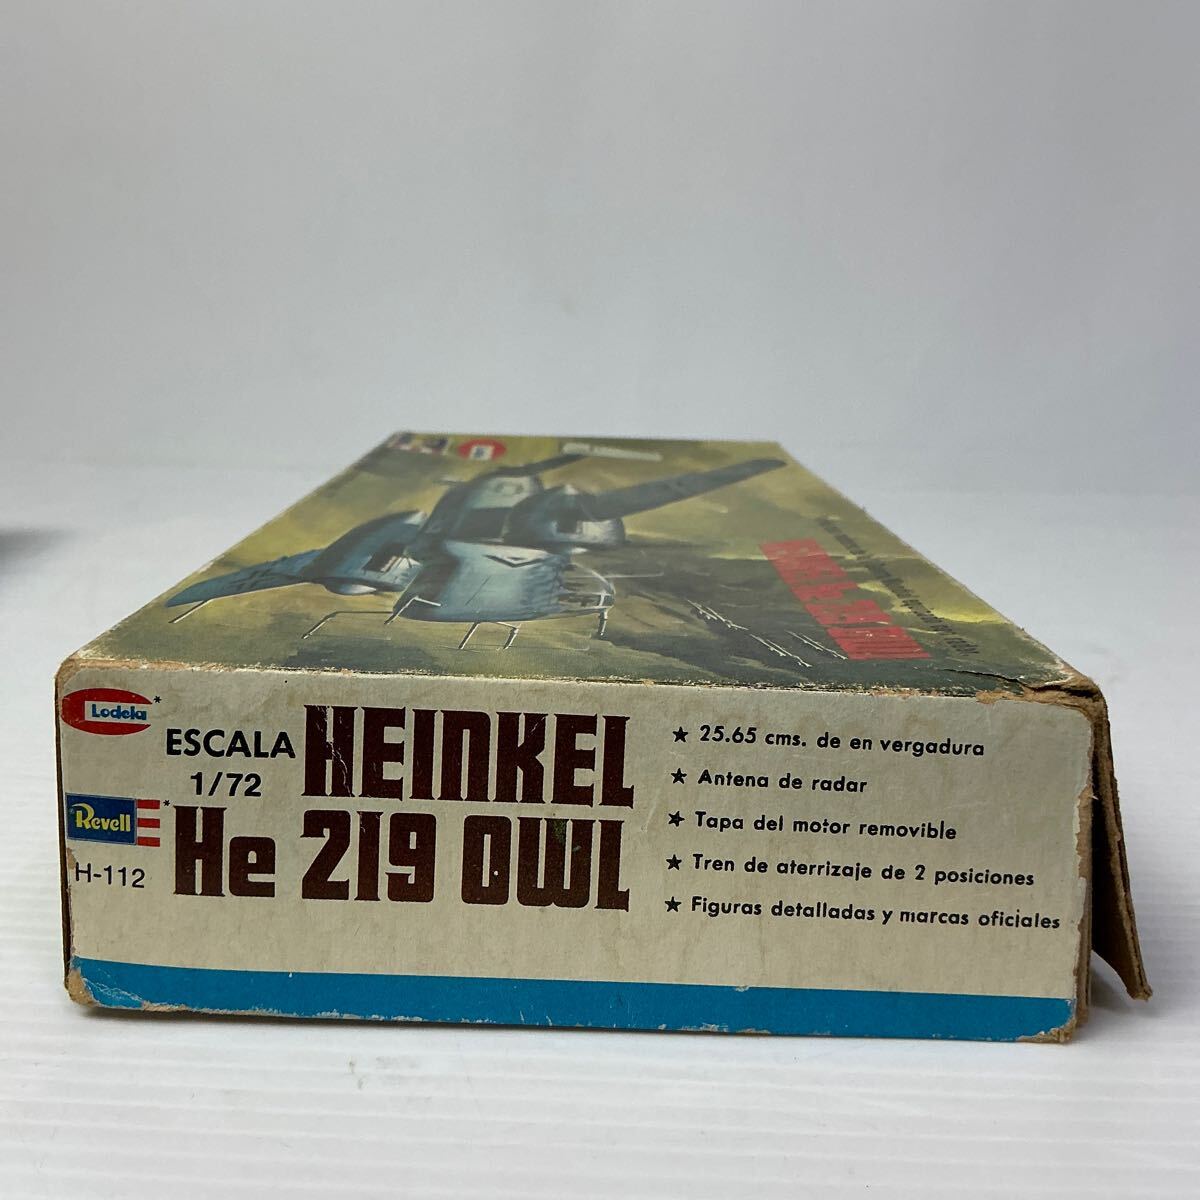 Lodela
ESCALA
1/72
Revell
H-112
HEINKEL
He 219 OWL
★ 25.65 cms. de en vergadura
★ Antena de radar
★ Tapa del motor removible
★ Tren de aterrizaje de 2 posiciones
★ Figuras detalladas y marcas oficiales